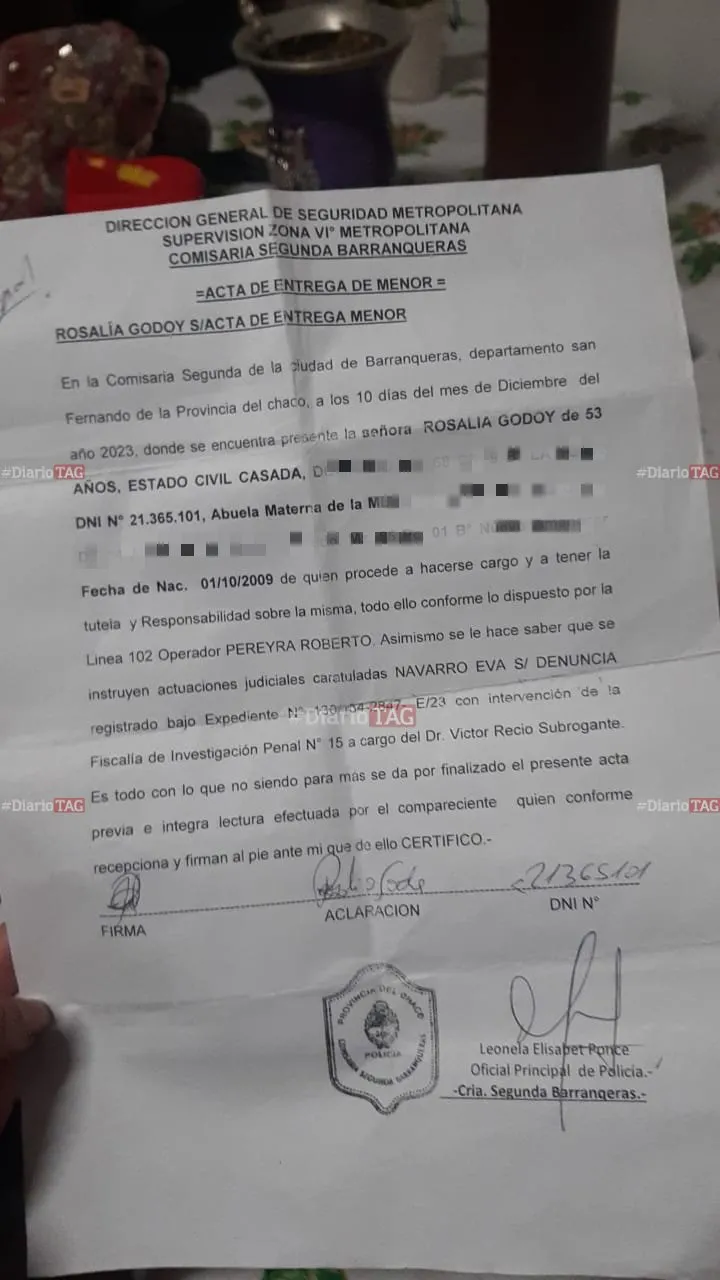 DIRECCION GENERAL DE SEGURIDAD METROPOLITANA
SUPERVISION ZONA VI° METROPOLITANA
COMISARIA SEGUNDA BARRANQUERAS
=ACTA DE ENTREGA DE MENOR =
ROSALÍA GODOY S/ACTA DE ENTREGA MENOR
En la Comisaria Segunda de la ciudad de Barranqueras, departamento san
Fernando de la Provincia del chaco, a los 10 días del mes de Diciembre del
año 2023, donde se encuentra presente la señora ROSALIA GODOY de 53
#DiarioTAG
#DiarioTAG
AÑOS, ESTADO CIVIL CASADA,
DNI N° 21.365.101, Abuela Materna de la
01 B°
Fecha de Nac. 01/10/2009 de quien procede a hacerse cargo y a tener la
tutela y Responsabilidad sobre la misma, todo ello conforme lo dispuesto por la
Linea 102 Operador PEREYRA ROBERTO. Asimismo se le hace saber que se
instruyen actuaciones judiciales caratuladas NAVARRO EVA S/ DENUNCIA
registrado bajo Expediente N° E/23 con intervención de la
#DiarioTAG
Fiscalía de Investigación Penal N° 15 a cargo del Dr. Victor Recio Subrogante.
Es todo con lo que no siendo para más se da por finalizado el presente acta
#DiarioTAG
#DiarioTAG
previa e integra lectura efectuada por el compareciente quien conforme
recepciona y firman al pie ante mi que de ello CERTIFICO.-
21365101
FIRMA
ACLARACION
DNI N°
PROVINCIA DEL CHACO
POLICIA
COMISARIA SEGUNDA BARRANQUERAS
Leonela Elisabet Ponce
Oficial Principal de Policía.-
-Cria. Segunda Barranqeras.-